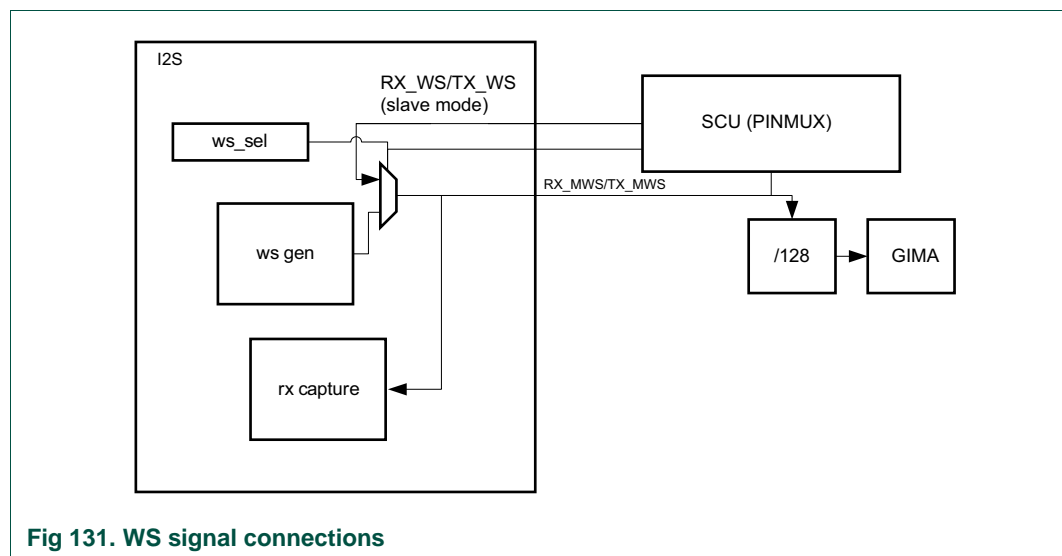 I2S
RX_WS/TX_WS
(slave mode)
SCU (PINMUX)
ws_sel
RX_MWS/TX_MWS
ws gen
/128
GIMA
rx capture
Fig 131. WS signal connections